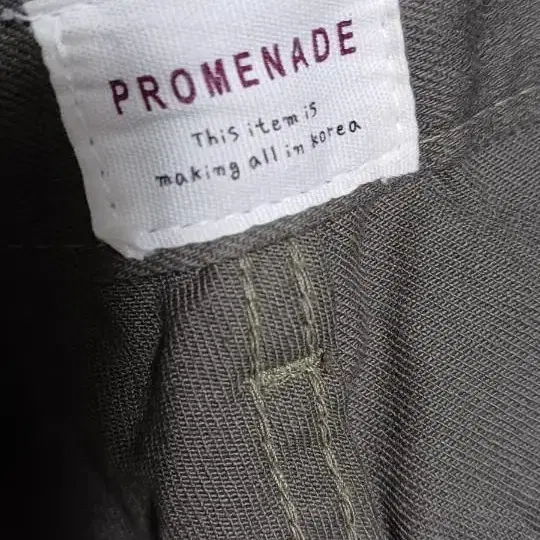 PROMENADE
This item is
making all in korea